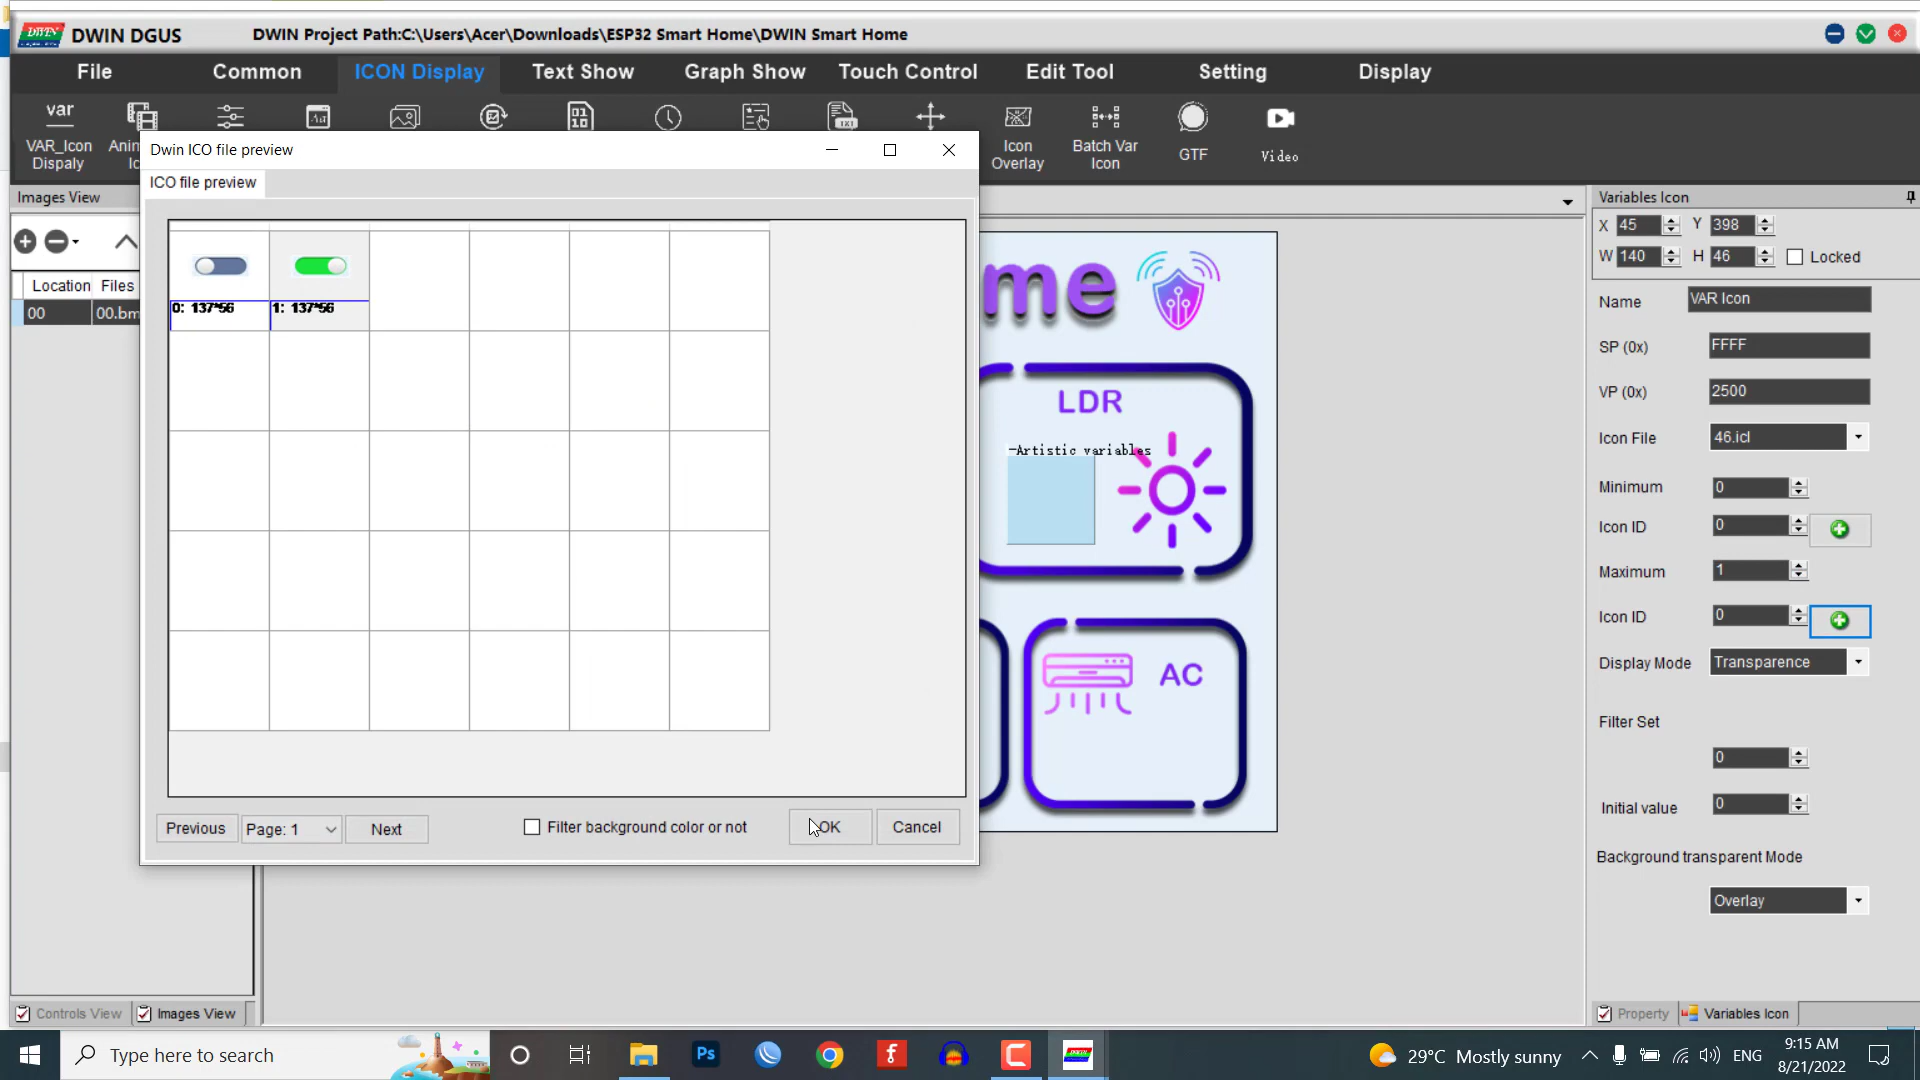 DWIN DGUS
DWIN Project Path:C:\Users\Acer\Downloads\ESP32 Smart Home\DWIN Smart Home
File
Common
ICON Display
Text Show
Graph Show
Touch Control
Edit Tool
Setting
Display
var
VAR_Icon
Dispaly
Icon
Overlay
Batch Var
Icon
GTF
Video
Dwin ICO file preview
ICO file preview
0: 137*56
1: 137*56
Previous
Page: 1
Next
Filter background color or not
OK
Cancel
Images View
Location
Files
00
00.bm
me
LDR
Artistic variables
AC
Variables Icon
X 45
Y 398
W 140
H 46
Locked
Name
VAR Icon
SP (0x)
FFFF
VP (0x)
2500
Icon File
46.icl
Minimum
0
Icon ID
0
Maximum
1
Icon ID
0
Display Mode
Transparence
Filter Set
0
Initial value
0
Background transparent Mode
Overlay
Controls View
Images View
Property
Variables Icon
Type here to search
Ps
29°C Mostly sunny
ENG
9:15 AM
8/21/2022